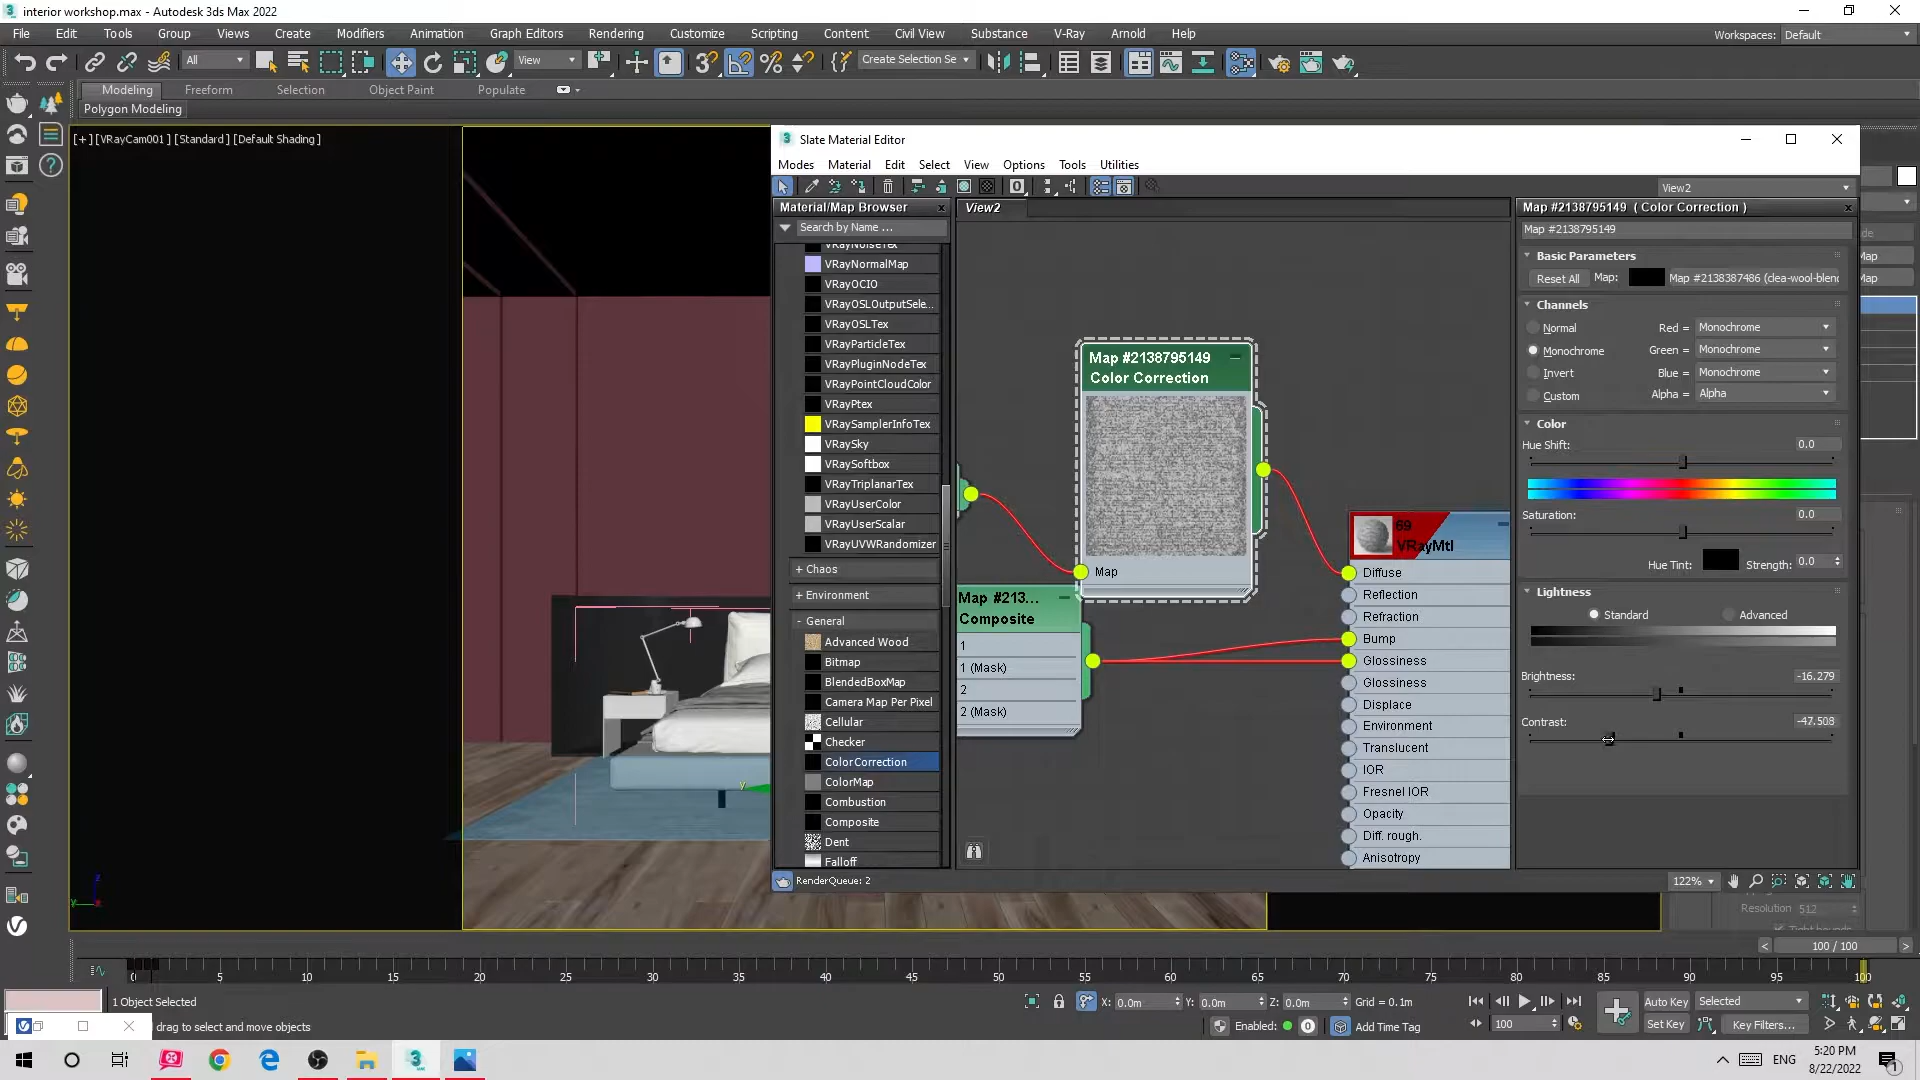 interior workshop.max - Autodesk 3ds Max 2022
File Edit Tools Group Views Create Modifiers Animation Graph Editors Rendering Customize Scripting Content Civil View Substance V-Ray Arnold Help
Workspaces: Default
All View Create Selection Se
Modeling Freeform Selection Object Paint Populate
Polygon Modeling
[+] [VRayCam001] [Standard] [Default Shading]
Slate Material Editor
Modes Material Edit Select View Options Tools Utilities
View2
Material/Map Browser
Search by Name ...
VRayNoiseTex
VRayNormalMap
VRayOCIO
VRayOSLOutputSele...
VRayOSLTex
VRayParticleTex
VRayPluginNodeTex
VRayPointCloudColor
VRayPtex
VRaySamplerInfoTex
VRaySky
VRaySoftbox
VRayTriplanarTex
VRayUserColor
VRayUserScalar
VRayUVWRandomizer
+ Chaos
+ Environment
- General
Advanced Wood
Bitmap
BlendedBoxMap
Camera Map Per Pixel
Cellular
Checker
ColorCorrection
ColorMap
Combustion
Composite
Dent
Falloff
View2
Map #2138795149
Color Correction
Map
Map #213...
Composite
1
1 (Mask)
2
2 (Mask)
69
VRayMtl
Diffuse
Reflection
Refraction
Bump
Glossiness
Glossiness
Displace
Environment
Translucent
IOR
Fresnel IOR
Opacity
Diff. rough.
Anisotropy
Map #2138795149 ( Color Correction )
Map #2138795149
Basic Parameters
Reset All Map: Map #2138387486 (clea-wool-blend
Channels
Normal Red = Monochrome
Monochrome Green = Monochrome
Invert Blue = Monochrome
Custom Alpha = Alpha
Color
Hue Shift: 0.0
Saturation: 0.0
Hue Tint: Strength: 0.0
Lightness
Standard Advanced
Brightness: -16.279
Contrast: -47.508
Map
Map
RenderQueue: 2
122%
Resolution 512
< 100 / 100 >
0 5 10 15 20 25 30 35 40 45 50 55 60 65 70 75 80 85 90 95 100
1 Object Selected
drag to select and move objects
X: 0.0m Y: 0.0m Z: 0.0m Grid = 0.1m
Enabled: 0 Add Time Tag
100
Auto Key Selected
Set Key Key Filters...
ENG
5:20 PM
8/22/2022
1